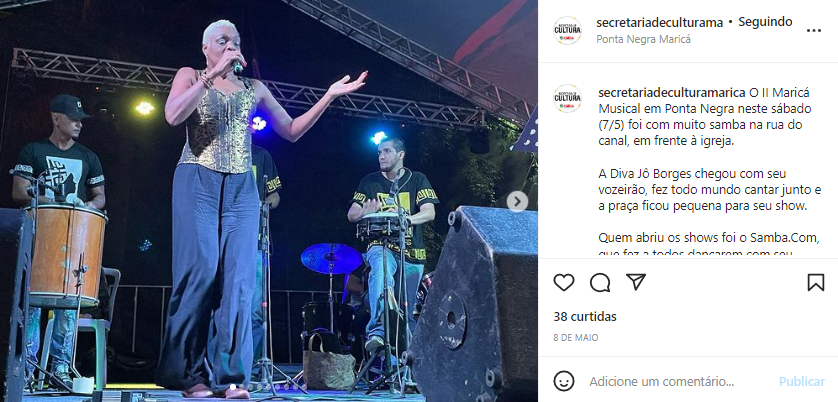 secretariadeculturama • Seguindo
Ponta Negra Maricá
secretariadeculturamarica O II Maricá
Musical em Ponta Negra neste sábado
(7/5) foi com muito samba na rua do
canal, em frente à igreja.
A Diva Jô Borges chegou com seu
vozeirão, fez todo mundo cantar junto e
a praça ficou pequena para seu show.
Quem abriu os shows foi o Samba.Com,
que fez a todos dançarem com seu
38 curtidas
8 DE MAIO
Adicione um comentário...
Publicar